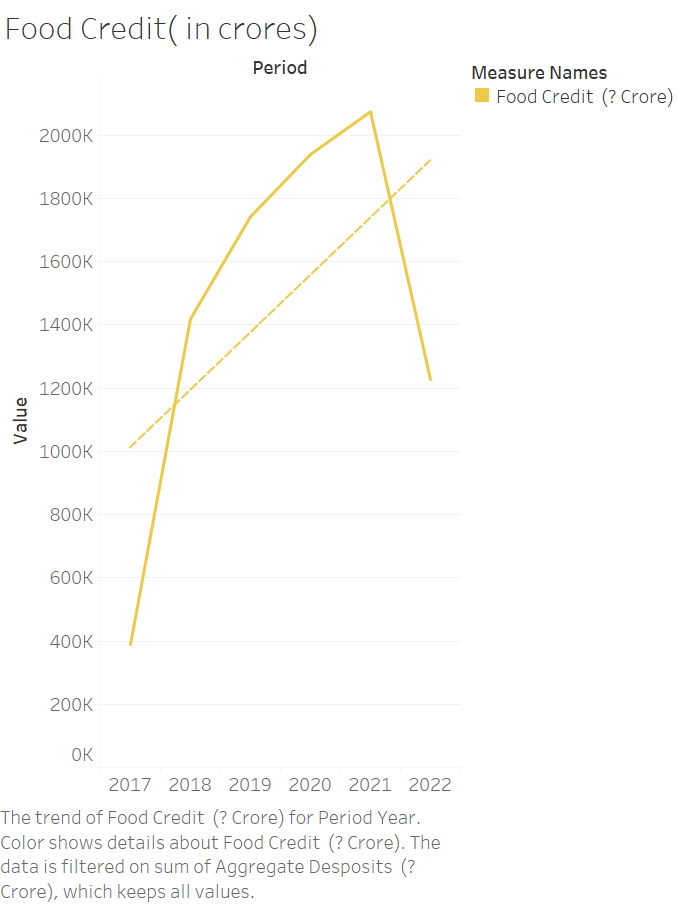 Food Credit( in crores)
Period
Measure Names
Food Credit  (? Crore)
2000K
1800K
1600K
1400K
1200K
1000K
800K
600K
400K
200K
0K
Value
2017 2018 2019 2020 2021 2022
The trend of Food Credit  (? Crore) for Period Year.
Color shows details about Food Credit  (? Crore). The
data is filtered on sum of Aggregate Desposits  (?
Crore), which keeps all values.